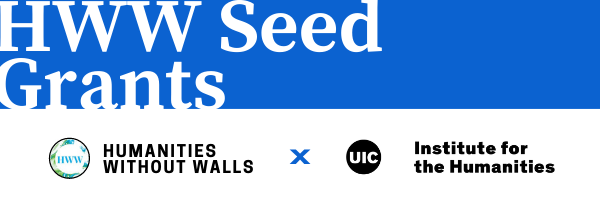 HWW Seed
Grants
HWW
HUMANITIES
WITHOUT WALLS
x
UIC
Institute for
the Humanities